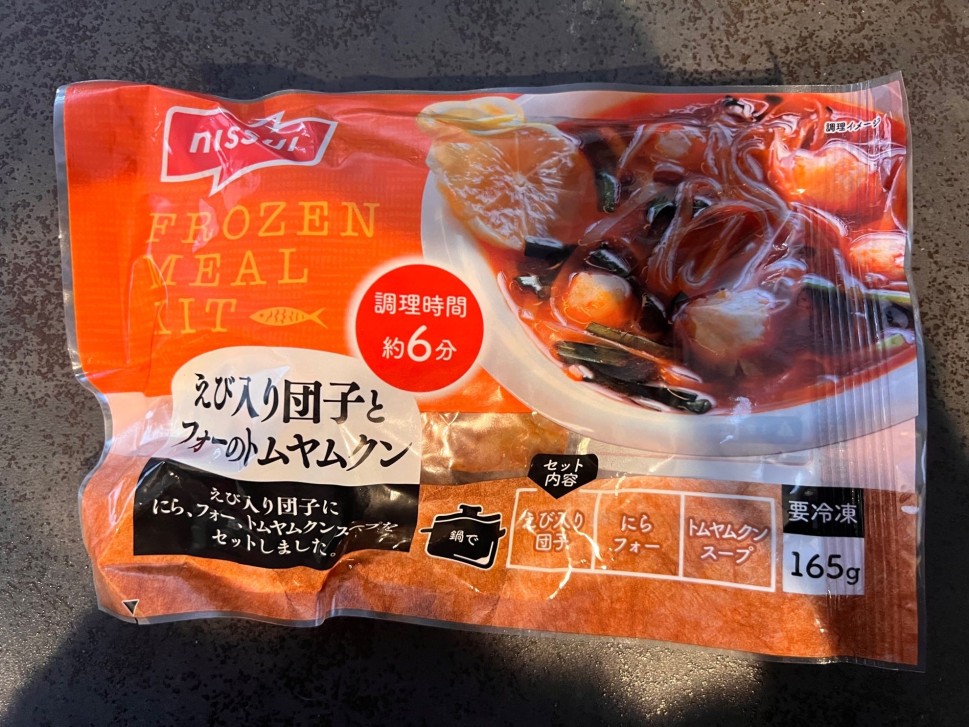 nissui
調理イメージ
FROZEN
MEAL
KIT
調理時間
約6分
えび入り団子と
フォーのトムヤムクン
えび入り団子に
にら、フォー、トムヤムクンスープを
セットしました。
鍋で
セット
内容
えび入り
団子
にら
フォー
トムヤムクン
スープ
要冷凍
165g